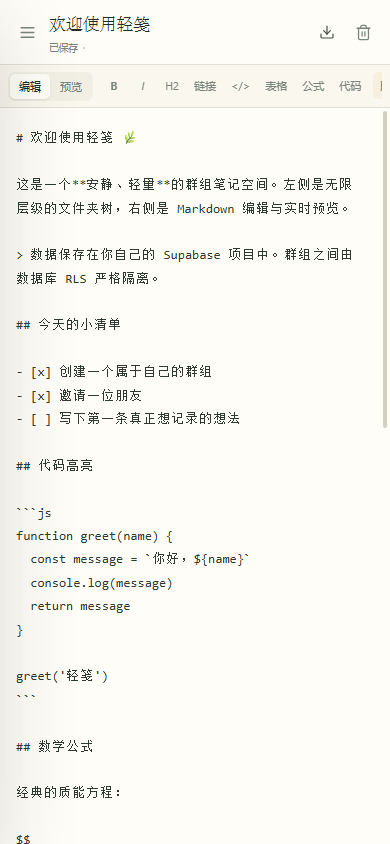 欢迎使用轻笺
已保存 ·
编辑 预览 B I H2 链接 </> 表格 公式 代码
# 欢迎使用轻笺 🌿
这是一个**安静、轻量**的群组笔记空间。左侧是无限
层级的文件夹树，右侧是 Markdown 编辑与实时预览。
> 数据保存在你自己的 Supabase 项目中。群组之间由
数据库 RLS 严格隔离。
## 今天的小清单
- [x] 创建一个属于自己的群组
- [x] 邀请一位朋友
- [ ] 写下第一条真正想记录的想法
## 代码高亮
```js
function greet(name) {
  const message = `你好，${name}`
  console.log(message)
  return message
}
greet('轻笺')
```
## 数学公式
经典的质能方程：
$$